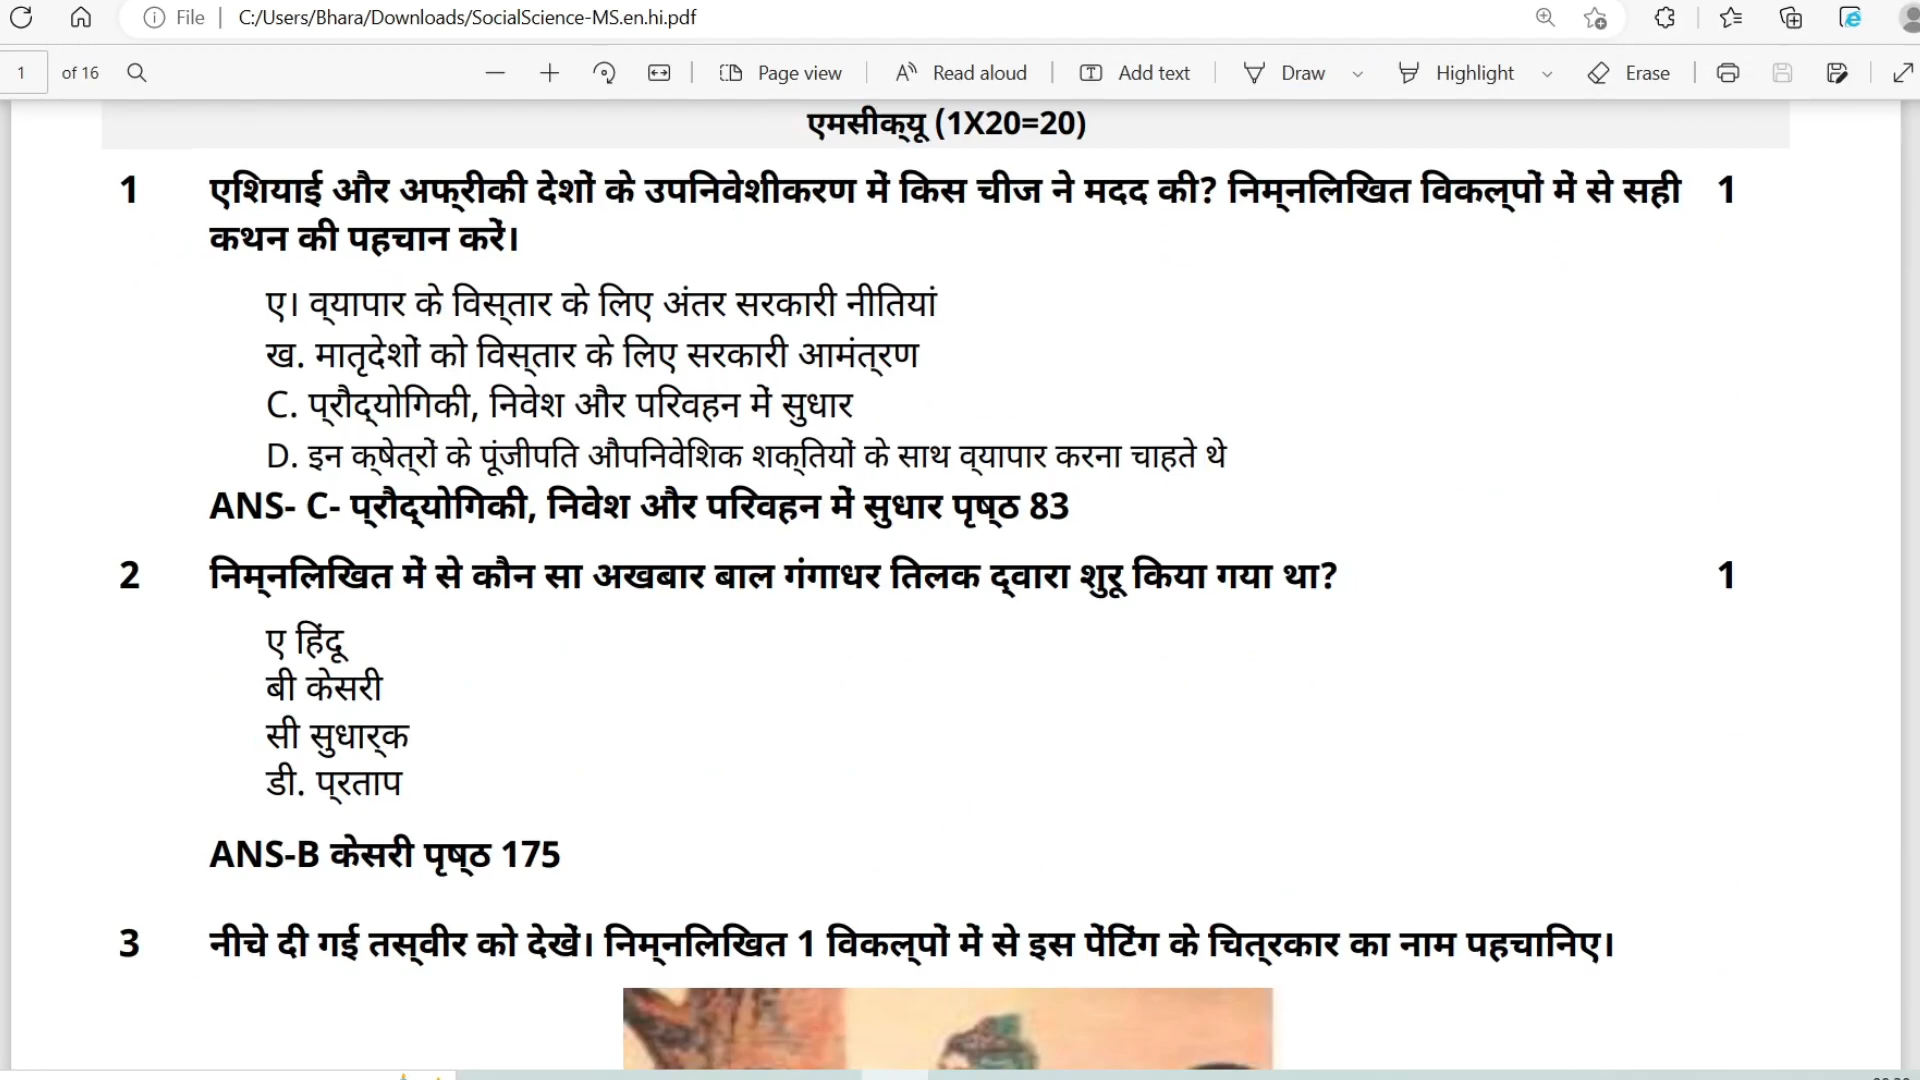 File | C:/Users/Bhara/Downloads/SocialScience-MS.en.hi.pdf
1 of 16 Page view Read aloud Add text Draw Highlight Erase
एमसीक्यू (1X20=20)
1 एशियाई और अफ्रीकी देशों के उपनिवेशीकरण में किस चीज ने मदद की? निम्नलिखित विकल्पों में से सही 1
कथन की पहचान करें।
ए। व्यापार के विस्तार के लिए अंतर सरकारी नीतियां
ख. मातृदेशों को विस्तार के लिए सरकारी आमंत्रण
C. प्रौद्योगिकी, निवेश और परिवहन में सुधार
D. इन क्षेत्रों के पूंजीपति औपनिवेशिक शक्तियों के साथ व्यापार करना चाहते थे
ANS- C- प्रौद्योगिकी, निवेश और परिवहन में सुधार पृष्ठ 83
2 निम्नलिखित में से कौन सा अखबार बाल गंगाधर तिलक द्वारा शुरू किया गया था? 1
ए हिंदू
बी केसरी
सी सुधार्क
डी. प्रताप
ANS-B केसरी पृष्ठ 175
3 नीचे दी गई तस्वीर को देखें। निम्नलिखित 1 विकल्पों में से इस पेंटिंग के चित्रकार का नाम पहचानिए।